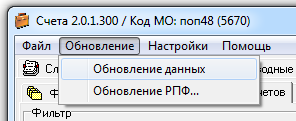 Счета 2.0.1.300 / Код МО: поп48 (5670)
Файл Обновление Настройки Помощь
Обновление данных
Обновление РПФ...
Фильтр